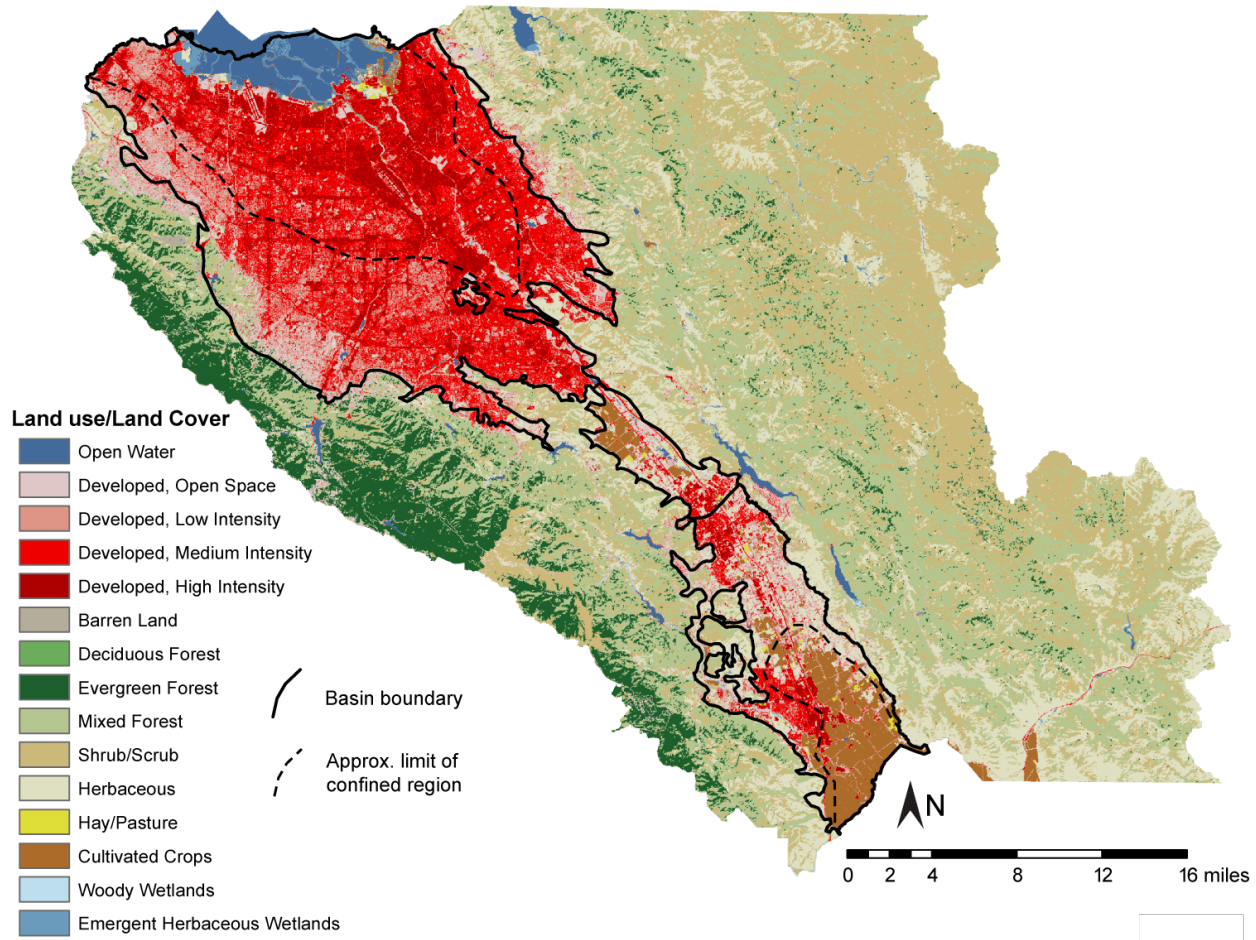 Land use/Land Cover
Open Water
Developed, Open Space
Developed, Low Intensity
Developed, Medium Intensity
Developed, High Intensity
Barren Land
Deciduous Forest
Evergreen Forest
Mixed Forest
Shrub/Scrub
Herbaceous
Hay/Pasture
Cultivated Crops
Woody Wetlands
Emergent Herbaceous Wetlands
Basin boundary
Approx. limit of
confined region
N
0 2 4 8 12 16 miles